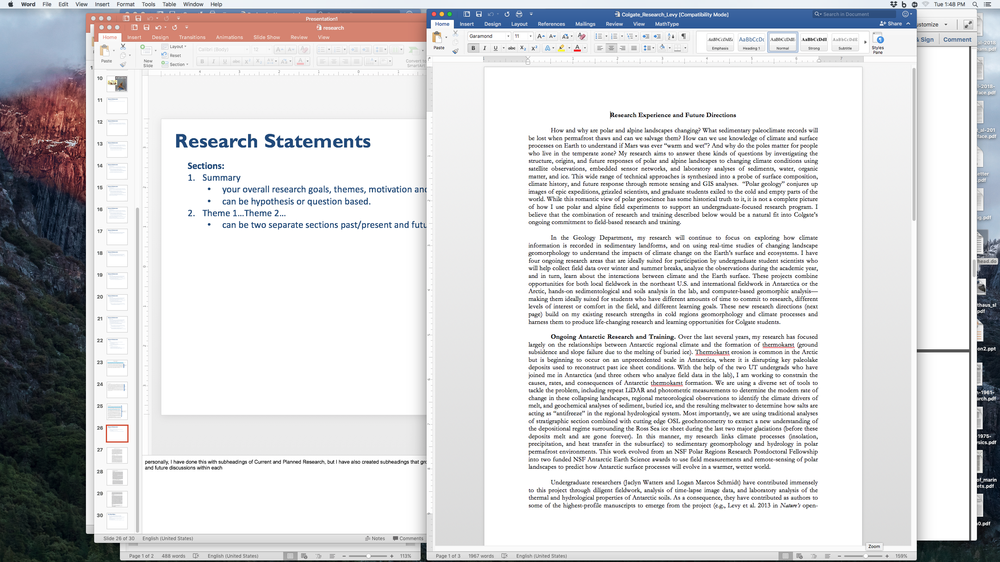 Word File Edit View Insert Format Tools Table Window Help
Tue 1:48 PM
Presentation1
research
Home Insert Design Transitions Animations Slide Show Review View
Paste
New Slide
Layout
Reset
Section
Calibri (Body) 12
Convert to SmartArt
10
11
12
13
14
15
16
17
18
19
20
21
22
23
24
25
26
27
28
29
30
Research Statements
Sections:
1. Summary
• your overall research goals, themes, motivation and
• can be hypothesis or question based.
2. Theme 1...Theme 2...
• can be two separate sections past/present and futu
personally, I have done this with subheadings of Current and Planned Research, but I have also created subheadings that gro
and future discussions within each
Slide 26 of 30 English (United States) Notes Comments
Page 1 of 2 488 words English (United States) 113%
Colgate_Research_Levy [Compatibility Mode]
Search in Document
Home Insert Design Layout References Mailings Review View MathType
Share
Paste
Garamond 11
AaBbCcDdEe AaBbCcDc AaBbCcDdE AaBbCcDdI AaBbCcDdE
Emphasis Heading 1 Normal Strong Subtitle
Styles Pane
Research Experience and Future Directions
How and why are polar and alpine landscapes changing? What sedimentary paleoclimate records will
be lost when permafrost thaws and can we salvage them? How can we use knowledge of climate and surface
processes on Earth to understand if Mars was ever “warm and wet”? And why do the poles matter for people
who live in the temperate zone? My research aims to answer these kinds of questions by investigating the
structure, origins, and future responses of polar and alpine landscapes to changing climate conditions using
satellite observations, embedded sensor networks, and laboratory analyses of sediments, water, organic
matter, and ice. This wide range of technical approaches is synthesized into a probe of surface composition,
climate history, and future response through remote sensing and GIS analyses. “Polar geology” conjures up
images of epic expeditions, grizzled scientists, and graduate students exiled to the cold and empty parts of the
world. While this romantic view of polar geoscience has some historical truth to it, it is not a complete picture
of how I use polar and alpine field experiments to support an undergraduate-focused research program. I
believe that the combination of research and training described below would be a natural fit into Colgate’s
ongoing commitment to field-based research and training.
In the Geology Department, my research will continue to focus on exploring how climate
information is recorded in sedimentary landforms, and on using real-time studies of changing landscape
geomorphology to understand the impacts of climate change on the Earth’s surface and ecosystems. I have
four ongoing research areas that are ideally suited for participation by undergraduate student scientists who
will help collect field data over winter and summer breaks, analyze the observations during the academic year,
and in turn, learn about the interactions between climate and the Earth surface. These projects combine
opportunities for both local fieldwork in the northeast U.S. and international fieldwork in Antarctica or the
Arctic, hands-on sedimentological and soils analysis in the lab, and computer-based geomorphic analysis—
making them ideally suited for students who have different amounts of time to commit to research, different
levels of interest or comfort in the field, and different learning goals. These new research directions (next
page) build on my existing research strengths in cold regions geomorphology and climate processes and
harness them to produce life-changing research and learning opportunities for Colgate students.
Ongoing Antarctic Research and Training. Over the last several years, my research has focused
largely on the relationships between Antarctic regional climate and the formation of thermokarst (ground
subsidence and slope failure due to the melting of buried ice). Thermokarst erosion is common in the Arctic
but is beginning to occur on an unprecedented scale in Antarctica, where it is disrupting key paleolake
deposits used to reconstruct past ice sheet conditions. With the help of the two UT undergrads who have
joined me in Antarctica (and three others who analyze field data in the lab), I am working to constrain the
causes, rates, and consequences of Antarctic thermokarst formation. We are using a diverse set of tools to
tackle the problem, including repeat LiDAR and photometric measurements to determine the modern rate of
change in these collapsing landscapes, regional meteorological observations to identify the climate drivers of
melt, and geochemical analyses of sediment, buried ice, and the resulting meltwater to determine how salts are
acting as “antifreeze” in the regional hydrological system. Most importantly, we are using traditional analyses
of stratigraphic section combined with cutting edge OSL geochronometry to extract a new understanding of
the depositional regime surrounding the Ross Sea ice sheet during the last two major glaciations (before these
deposits melt and are gone forever). In this manner, my research links climate processes (insolation,
precipitation, and heat transfer in the subsurface) to sedimentary geomorphology and hydrology in polar
permafrost environments. This work evolved from an NSF Polar Regions Research Postdoctoral Fellowship
into two funded NSF Antarctic Earth Science awards to use field measurements and remote-sensing of polar
landscapes to predict how Antarctic surface processes will evolve in a warmer, wetter world.
Undergraduate researchers (Jaclyn Watters and Logan Marcos Schmidt) have contributed immensely
to this project through diligent fieldwork, analysis of time-lapse image data, and laboratory analysis of the
thermal and hydrological properties of Antarctic soils. As a consequence, they have contributed as authors to
some of the highest-profile manuscripts to emerge from the project (e.g., Levy et al. 2013 in Nature’s open-
Zoom
Page 1 of 3 1967 words English (United States) 159%
stomize
& Sign Comment
al-2018
eans.pdf
l-2018-
ace.pdf
t_al-201
face.pdf
etter
.pdf
ig.pdf
head.do
thaus_sl
pdf
on2.ppt
n-1961-
arch.pdf
-1975-
ysics.pdf
of_marin
ets.pdf
a0.pdf